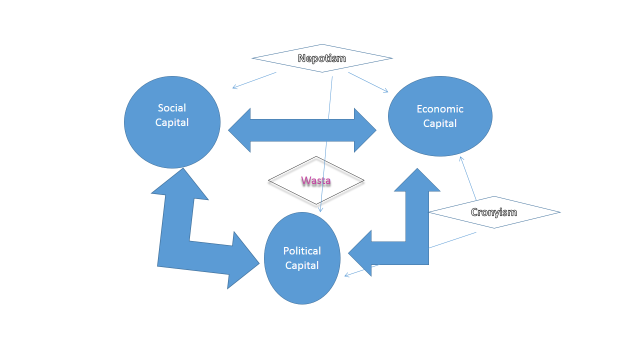 Nepotism
Social
Capital
Economic
Capital
Wasta
Cronyism
Political
Capital